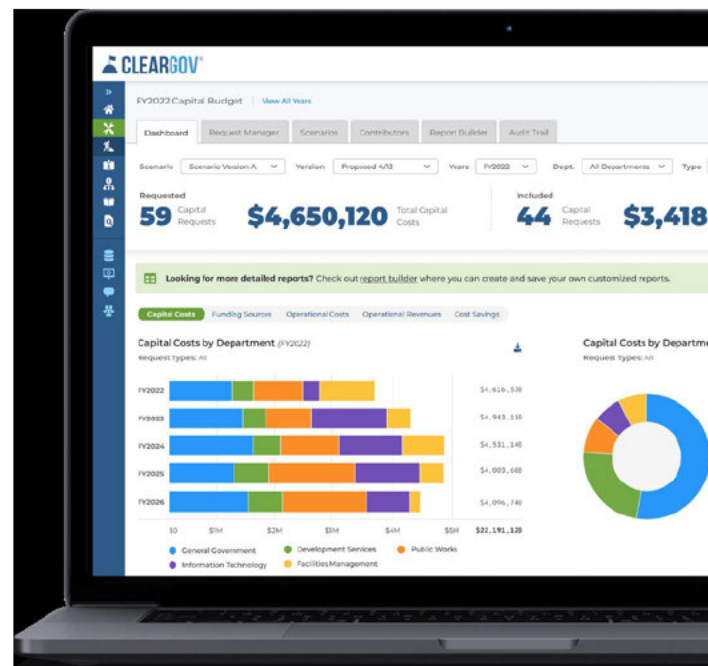 CLEARGOV®
FY2022 Capital Budget | View All Years
Dashboard Request Manager Scenarios Contributors Report Builder Audit Trail
Scenario Scenario Version A Version Proposed 4/13 Years FY2022 Dept. All Departments Type
Requested
59 Capital Requests $4,650,120 Total Capital Costs
Included
44 Capital Requests $3,418
Looking for more detailed reports? Check out report builder where you can create and save your own customized reports.
Capital Costs Funding Sources Operational Costs Operational Revenues Cost Savings
Capital Costs by Department (FY2022)
Request Types: All
Capital Costs by Departme
Request Types: All
FY2022
FY2023
FY2024
FY2025
FY2026
$0 $1M $2M $3M $4M $5M $22,191,128
General Government Development Services Public Works
Information Technology Facilities Management